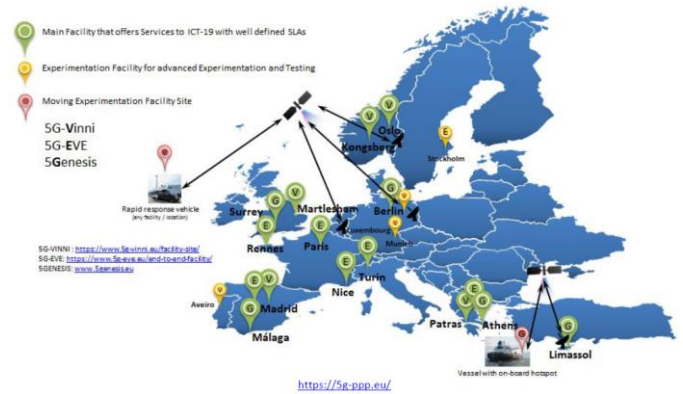 Main Facility that offers Services to ICT-19 with well defined SLAs
E
Experimentation Facility for advanced Experimentation and Testing
Moving Experimentation Facility Site
5G-Vinni
5G-EVE
5Genesis
V
V
Oslo
Kongsberg
E
Stockholm
Rapid response vehicle
(any facility / location)
G
V
Surrey
Martlesham
E
Rennes
E
Paris
Luxembourg
G
Berlin
Munich
5G-VINNI : https://www.5g-vinni.eu/facility-site/
5G-EVE: https://www.5g-eve.eu/end-to-end-facility/
5GENESIS: www.5genesis.eu
E
Nice
E
Turin
V
Aveiro
E
V
Madrid
G
Málaga
E
V
G
Patras
Athens
G
Vessel with on-board hotspot
G
Limassol
https://5g-ppp.eu/